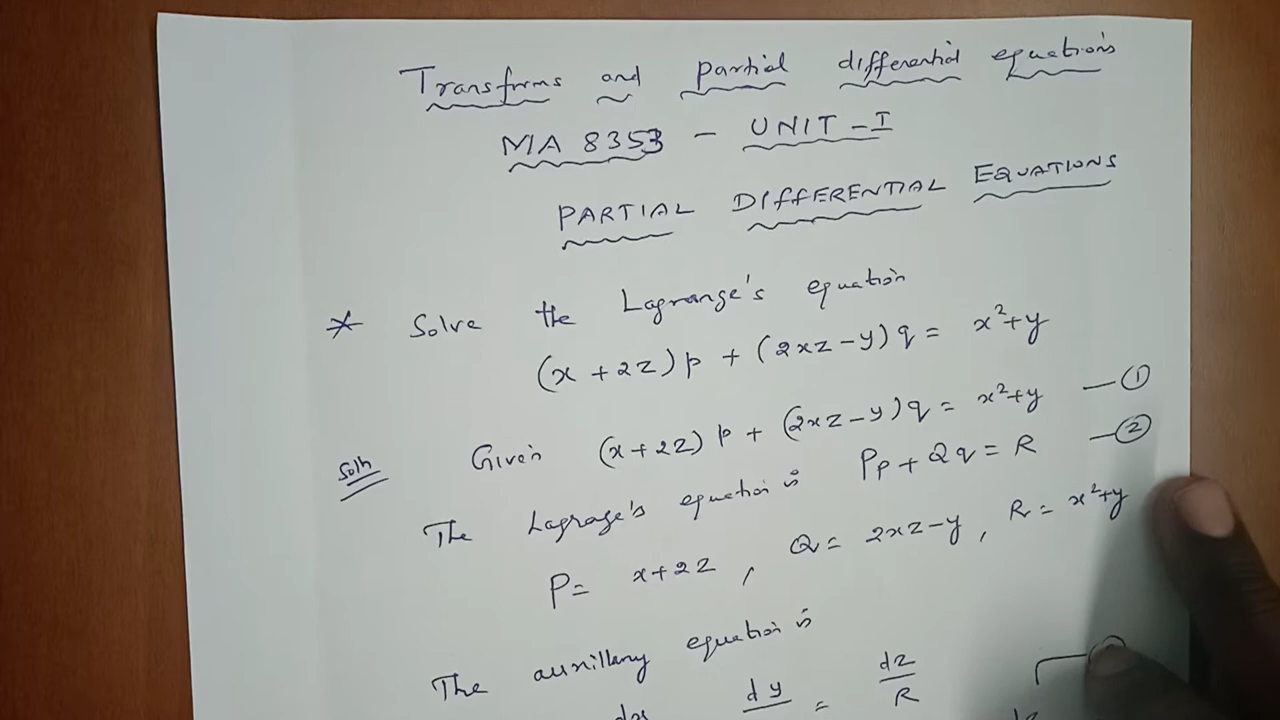 Transforms and partial differential equations
MA 8353 - UNIT - I
PARTIAL DIFFERENTIAL EQUATIONS
* Solve the Lagrange's equation
(x + 2z) p + (2xz - y) q = x² + y
Soln Given (x + 2z) p + (2xz - y) q = x² + y — ①
The Lagrage's equation is Pp + Qq = R — ②
P = x + 2z , Q = 2xz - y , R = x² + y
The auxillary equation is
dx dy = dz/R